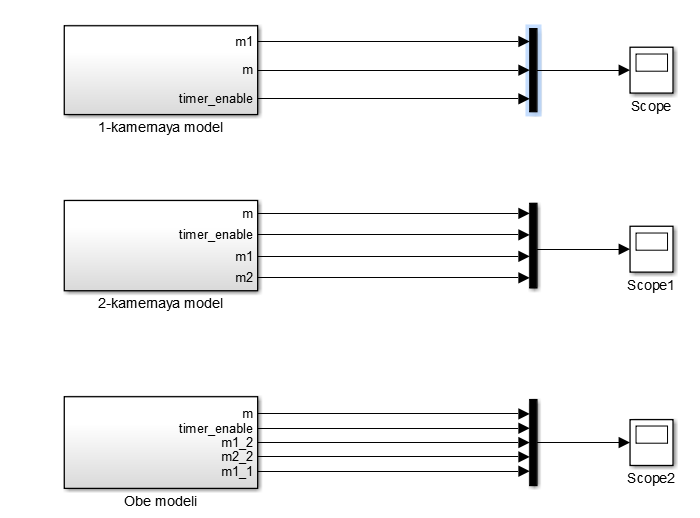 m1
m
timer_enable
1-kamernaya model
Scope
m
timer_enable
m1
m2
2-kamernaya model
Scope1
m
timer_enable
m1_2
m2_2
m1_1
Obe modeli
Scope2